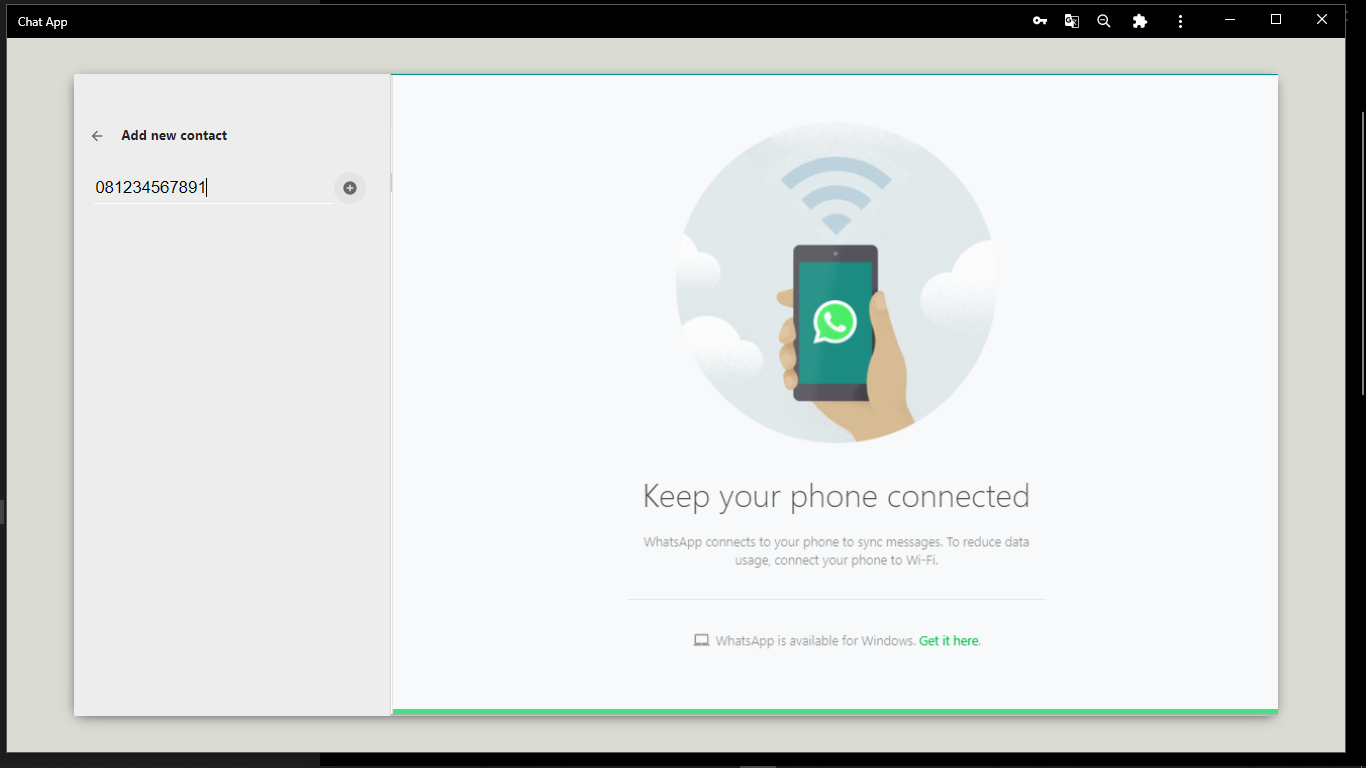 Chat App
Add new contact
081234567891
Keep your phone connected
WhatsApp connects to your phone to sync messages. To reduce data
usage, connect your phone to Wi-Fi.
WhatsApp is available for Windows. Get it here.